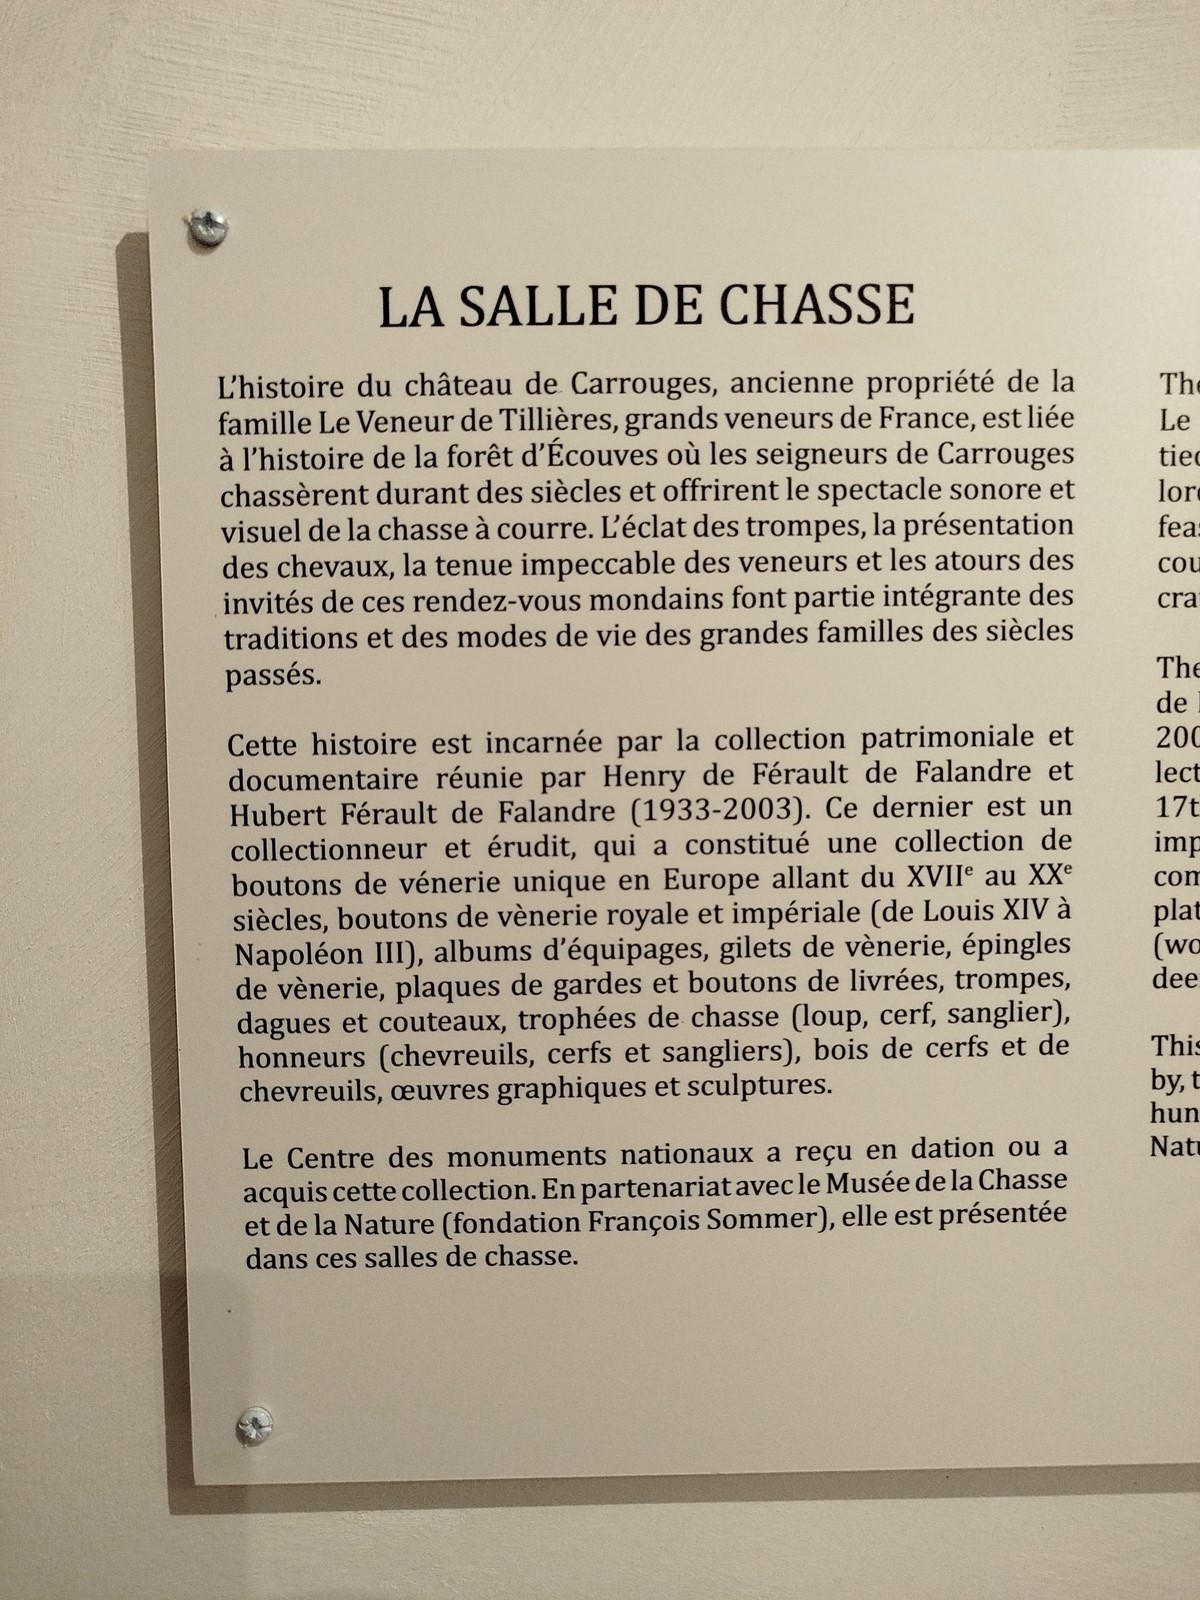 LA SALLE DE CHASSE
L'histoire du château de Carrouges, ancienne propriété de la
famille Le Veneur de Tillières, grands veneurs de France, est liée
à l'histoire de la forêt d'Écouves où les seigneurs de Carrouges
chassèrent durant des siècles et offrirent le spectacle sonore et
visuel de la chasse à courre. L'éclat des trompes, la présentation
des chevaux, la tenue impeccable des veneurs et les atours des
invités de ces rendez-vous mondains font partie intégrante des
traditions et des modes de vie des grandes familles des siècles
passés.
Cette histoire est incarnée par la collection patrimoniale et
documentaire réunie par Henry de Férault de Falandre et
Hubert Férault de Falandre (1933-2003). Ce dernier est un
collectionneur et érudit, qui a constitué une collection de
boutons de vénerie unique en Europe allant du XVIIᵉ au XXᵉ
siècles, boutons de vènerie royale et impériale (de Louis XIV à
Napoléon III), albums d'équipages, gilets de vènerie, épingles
de vènerie, plaques de gardes et boutons de livrées, trompes,
dagues et couteaux, trophées de chasse (loup, cerf, sanglier),
honneurs (chevreuils, cerfs et sangliers), bois de cerfs et de
chevreuils, œuvres graphiques et sculptures.
Le Centre des monuments nationaux a reçu en dation ou a
acquis cette collection. En partenariat avec le Musée de la Chasse
et de la Nature (fondation François Sommer), elle est présentée
dans ces salles de chasse.
Le
de
17t
(wo
by, t